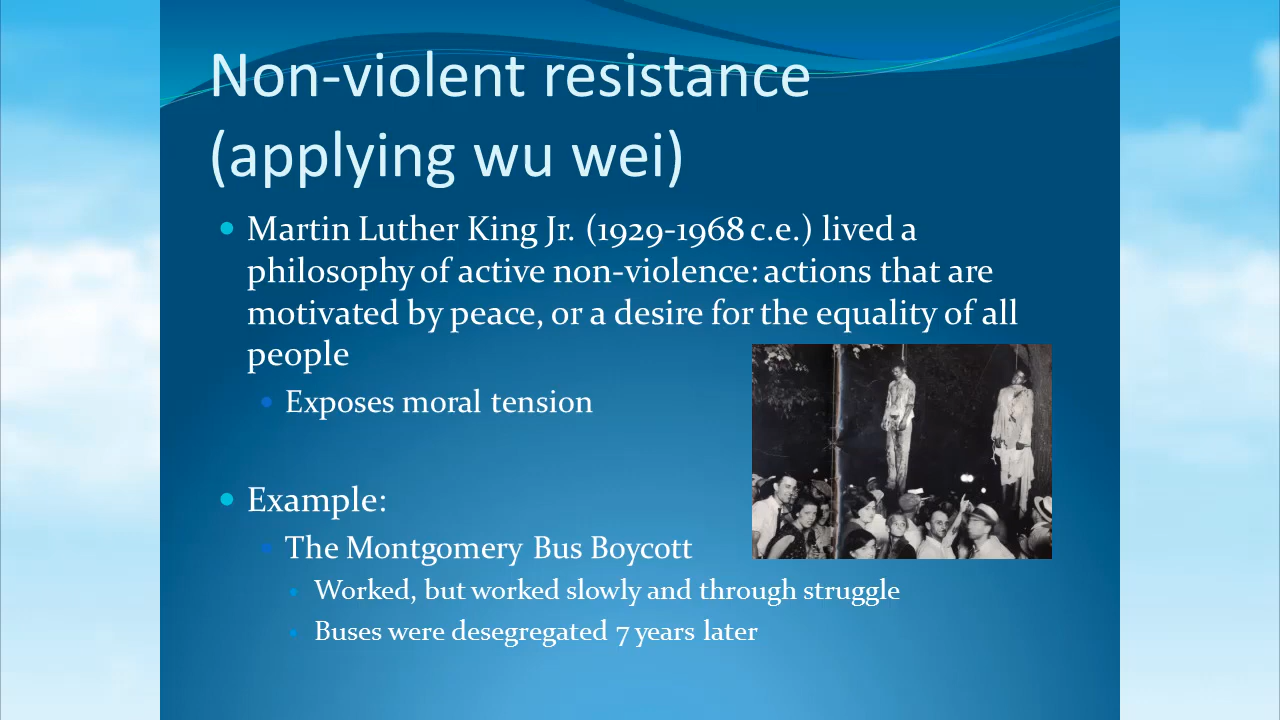 Non-violent resistance
(applying wu wei)
Martin Luther King Jr. (1929-1968 c.e.) lived a
philosophy of active non-violence: actions that are
motivated by peace, or a desire for the equality of all
people
Exposes moral tension
Example:
The Montgomery Bus Boycott
Worked, but worked slowly and through struggle
Buses were desegregated 7 years later